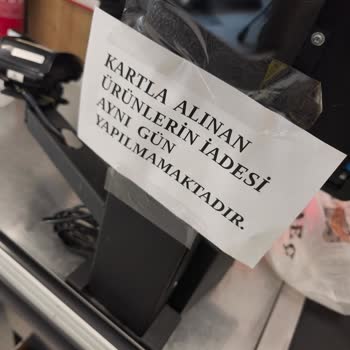 KARTLA ALINAN
ÜRÜNLERİN İADESİ
AYNI GÜN
YAPILMAMAKTADIR.